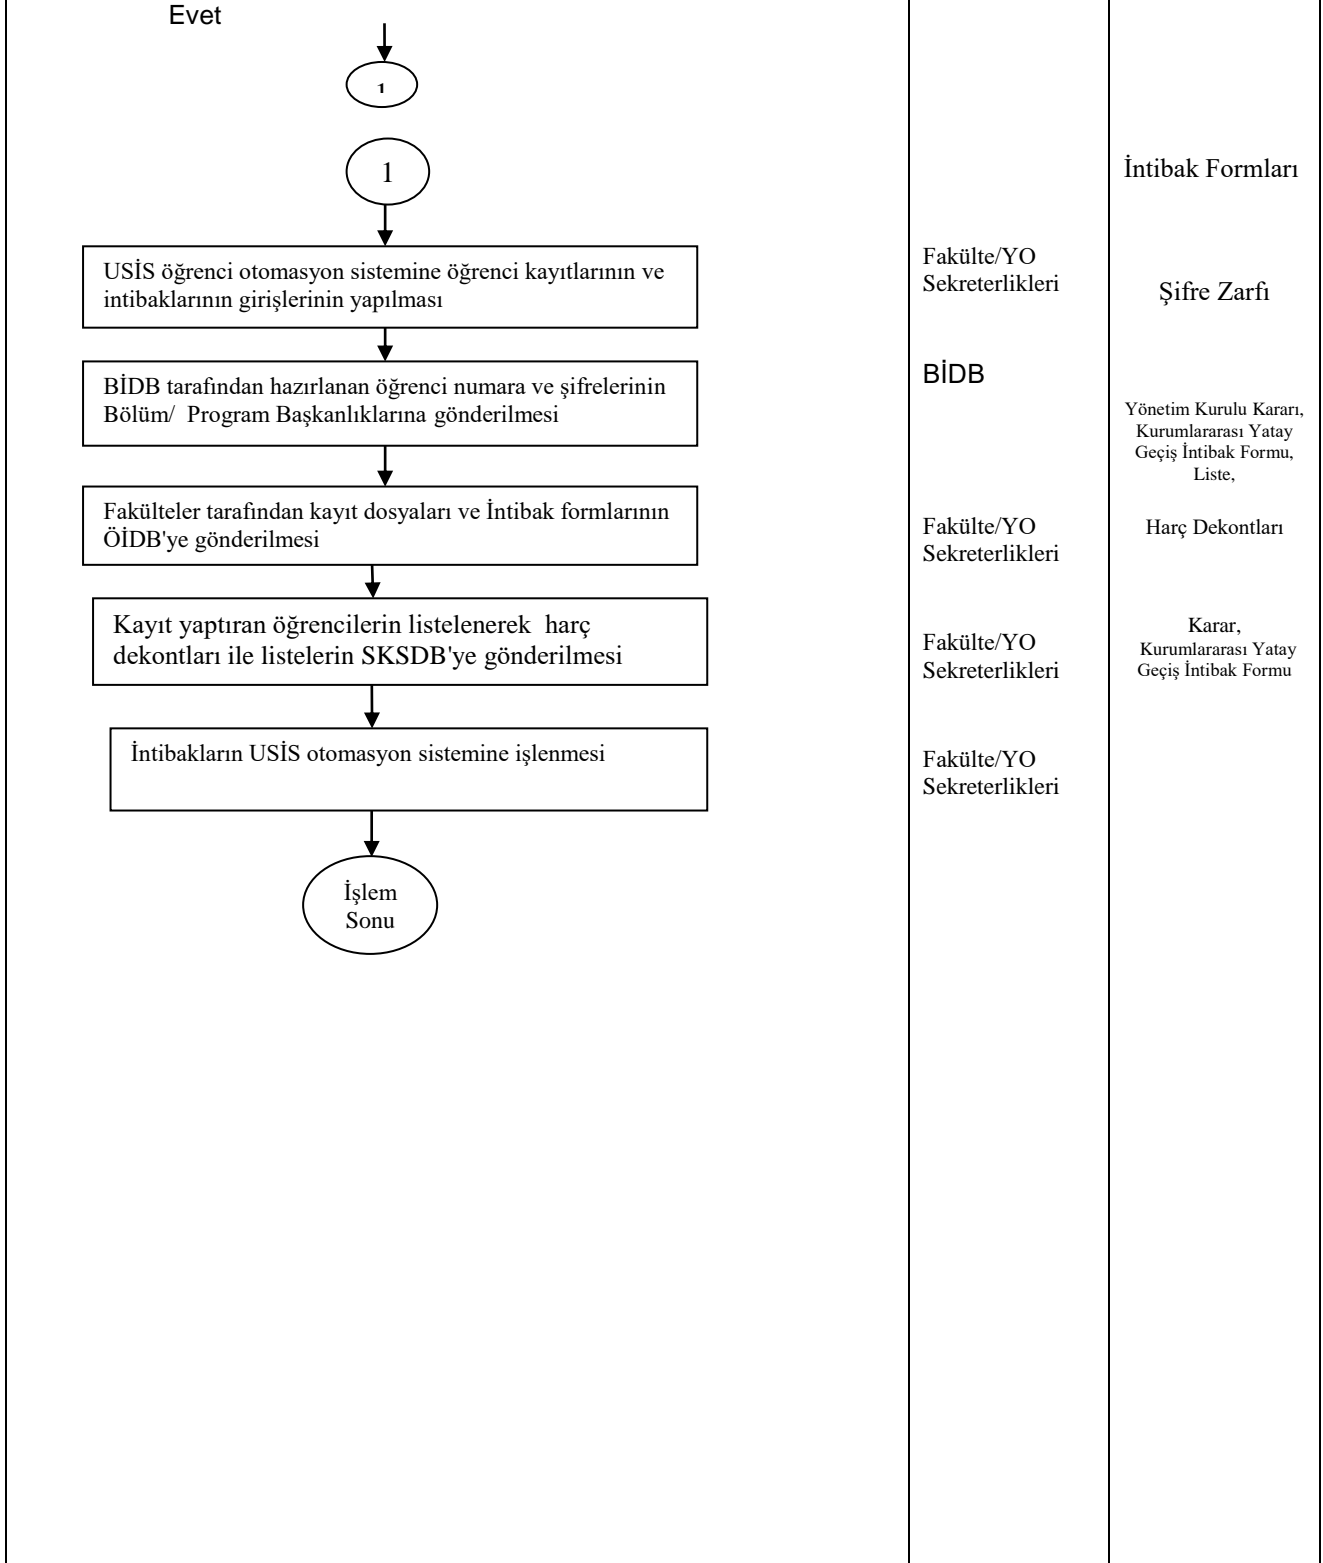 Evet
1
1
İntibak Formları
USİS öğrenci otomasyon sistemine öğrenci kayıtlarının ve
intibaklarının girişlerinin yapılması
Fakülte/YO
Sekreterlikleri
Şifre Zarfı
BİDB tarafından hazırlanan öğrenci numara ve şifrelerinin
Bölüm/ Program Başkanlıklarına gönderilmesi
BİDB
Yönetim Kurulu Kararı,
Kurumlararası Yatay
Geçiş İntibak Formu,
Liste,
Fakülteler tarafından kayıt dosyaları ve İntibak formlarının
ÖİDB'ye gönderilmesi
Fakülte/YO
Sekreterlikleri
Harç Dekontları
Kayıt yaptıran öğrencilerin listelenerek harç
dekontları ile listelerin SKSDB'ye gönderilmesi
Fakülte/YO
Sekreterlikleri
Karar,
Kurumlararası Yatay
Geçiş İntibak Formu
İntibakların USİS otomasyon sistemine işlenmesi
Fakülte/YO
Sekreterlikleri
İşlem
Sonu